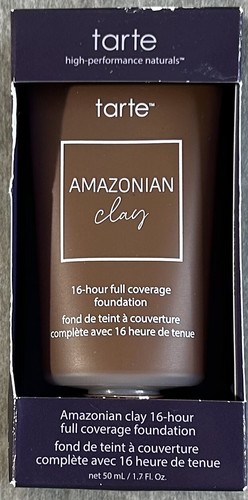 tarte
high-performance naturals™
tarte™
AMAZONIAN
clay
16-hour full coverage
foundation
fond de teint à couverture
complète avec 16 heure de tenue
Amazonian clay 16-hour
full coverage foundation
fond de teint à couverture
complète avec 16 heure de tenue
net 50 mL / 1.7 fl. Oz.